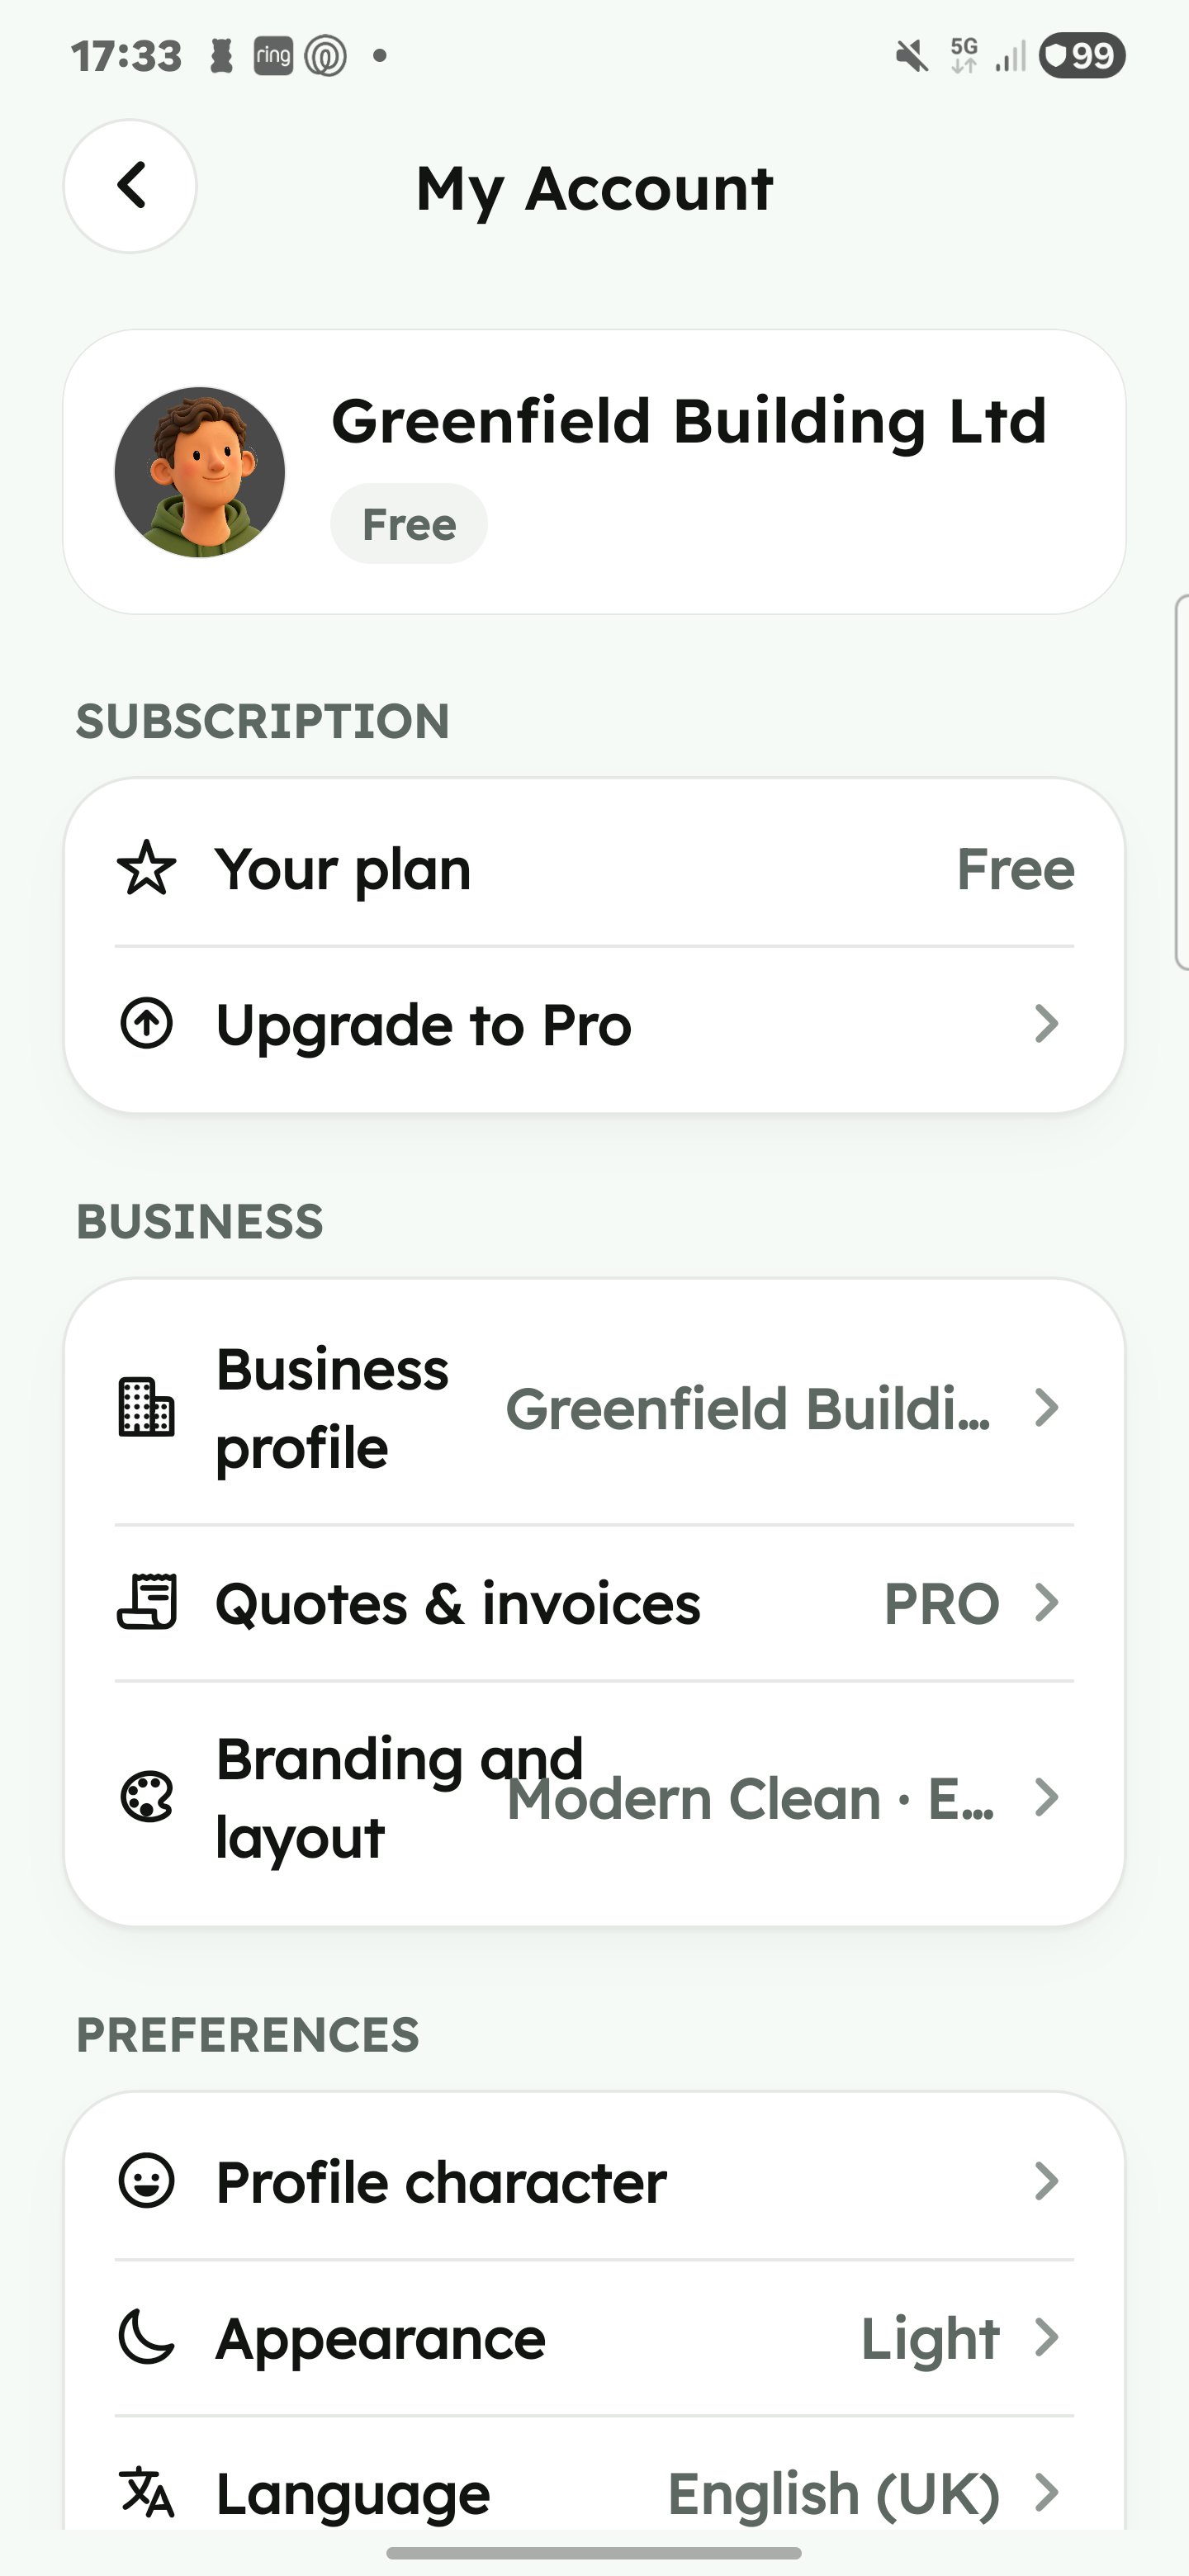 17:33 ring 5G 99
My Account
Greenfield Building Ltd
Free
SUBSCRIPTION
Your plan Free
Upgrade to Pro
BUSINESS
Business profile Greenfield Buildi...
Quotes & invoices PRO
Branding and layout Modern Clean · E...
PREFERENCES
Profile character
Appearance Light
Language English (UK)